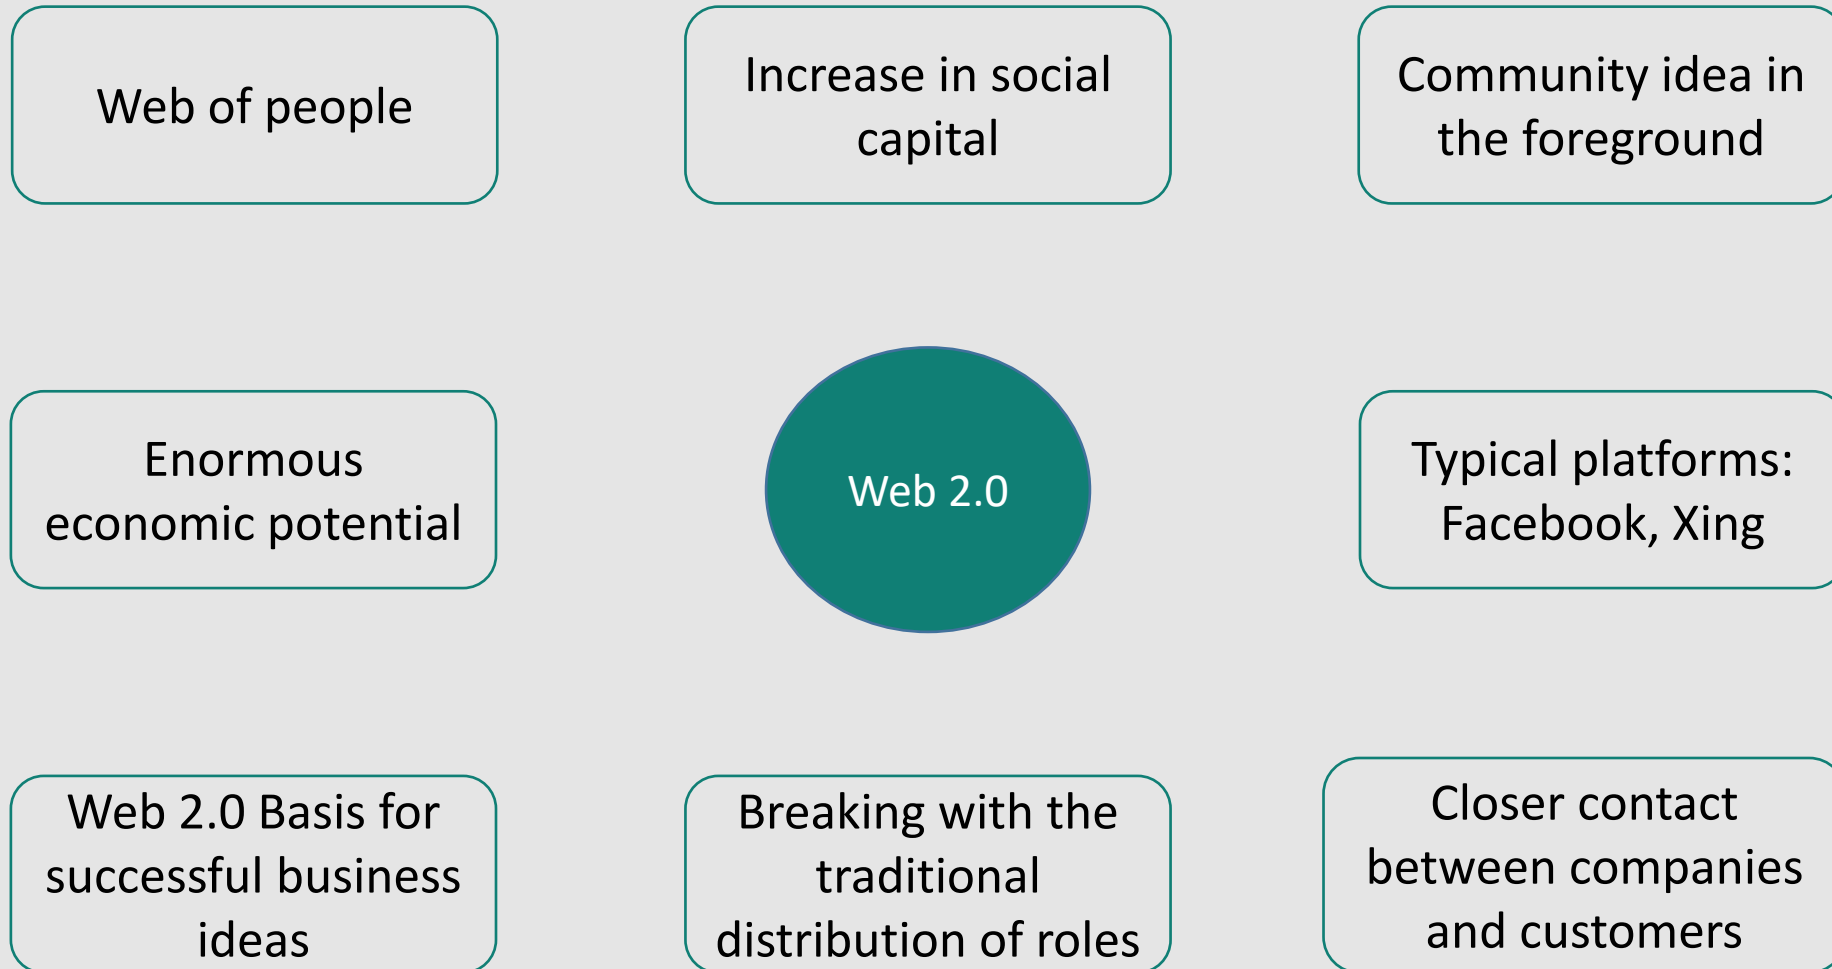 Web of people
Increase in social
capital
Community idea in
the foreground
Enormous
economic potential
Web 2.0
Typical platforms:
Facebook, Xing
Web 2.0 Basis for
successful business
ideas
Breaking with the
traditional
distribution of roles
Closer contact
between companies
and customers